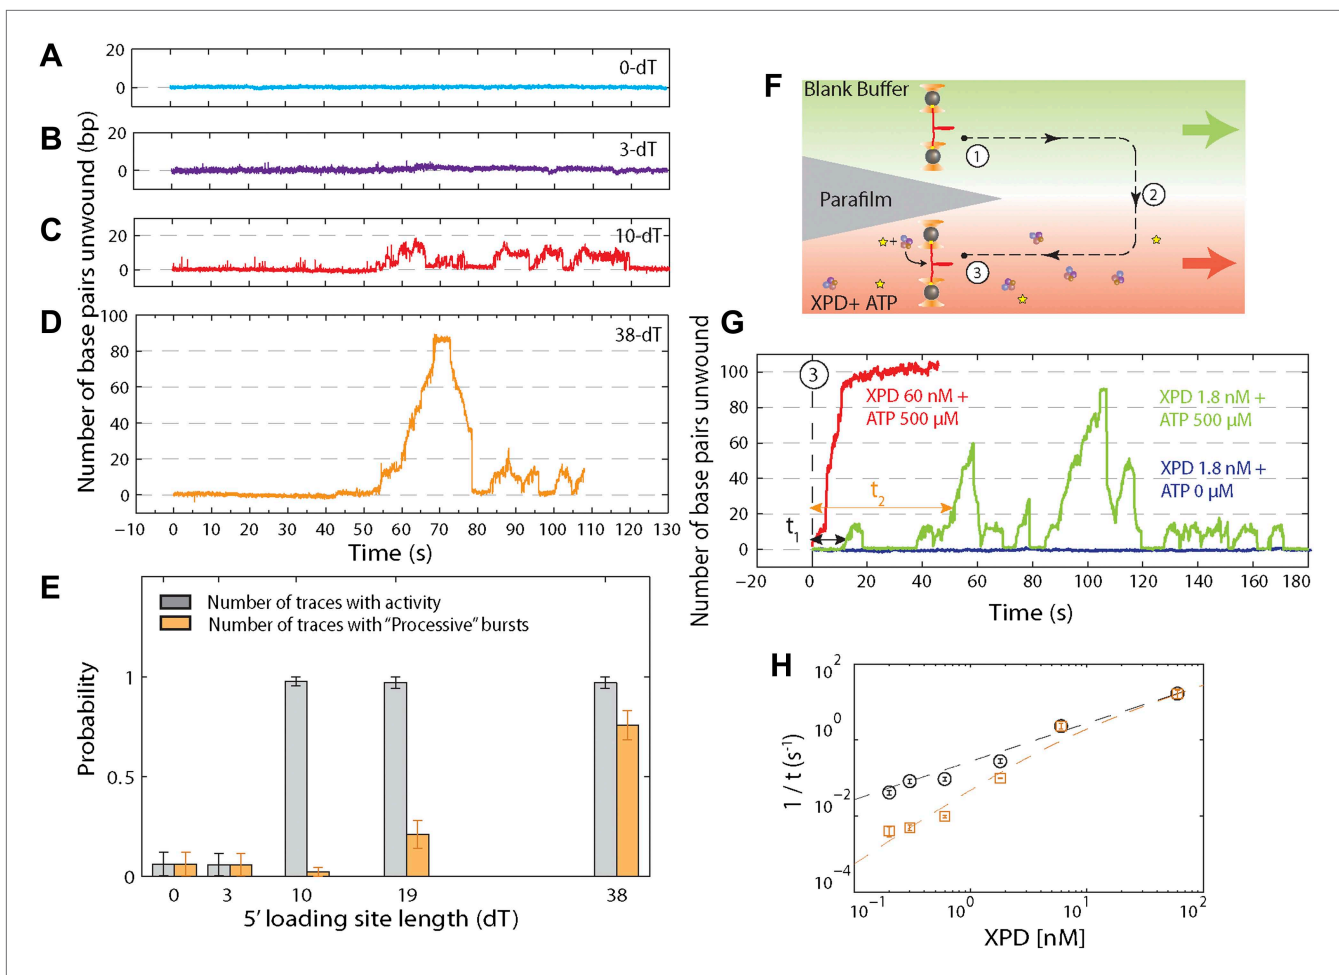 A
20
0
0-dT
B
20
0
3-dT
C
20
0
10-dT
D
100
80
60
40
20
0
38-dT
Number of base pairs unwound (bp)
−10 0 10 20 30 40 50 60 70 80 90 100 110 120 130
Time (s)
E
Number of traces with activity
Number of traces with "Processive" bursts
1
0.5
0
Probability
0 3 10 19 38
5' loading site length (dT)
F
Blank Buffer
1
Parafilm
2
+
3
XPD+ ATP
G
3
100
80
60
40
20
0
XPD 60 nM +
ATP 500 µM
XPD 1.8 nM +
ATP 500 µM
XPD 1.8 nM +
ATP 0 µM
t2
t1
Number of base pairs unwound
−20 0 20 40 60 80 100 120 140 160 180
Time (s)
H
10^2
10^0
10^−2
10^−4
1 / t (s^-1)
10^−1 10^0 10^1 10^2
XPD [nM]